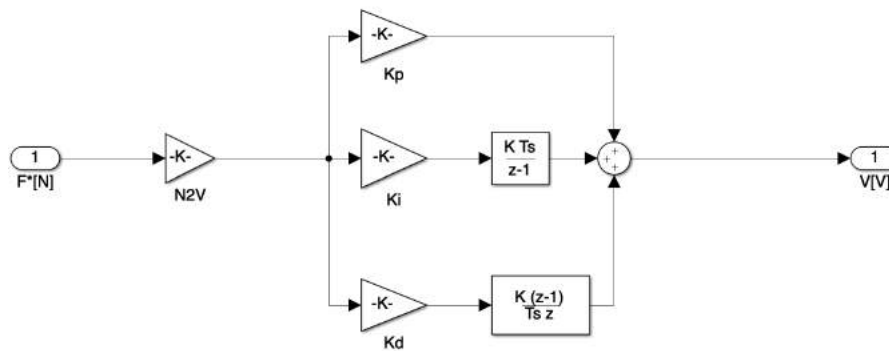 -K-
Kp
1
F*[N]
-K-
N2V
-K-
Ki
K Ts
z-1
+
+
+
1
V[V]
-K-
Kd
K (z-1)
Ts z